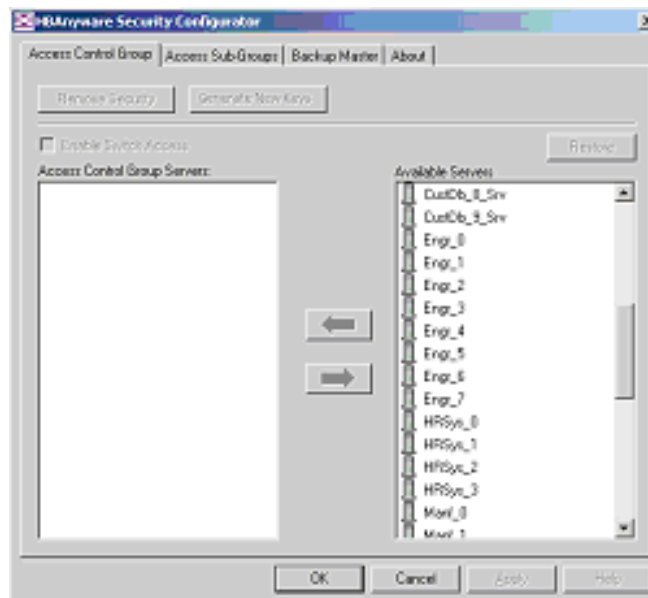 HBAnyware Security Configurator
Access Control Group
Access Sub-Groups
Backup Master
About
Remove Security
Generate New Keys
Enable Switch Access
Restore
Access Control Group Servers:
Available Servers
CustDb_8_Srv
CustDb_9_Srv
Engr_0
Engr_1
Engr_2
Engr_3
Engr_4
Engr_5
Engr_6
Engr_7
HRSys_0
HRSys_1
HRSys_2
HRSys_3
Manf_0
Manf_1
OK
Cancel
Apply
Help